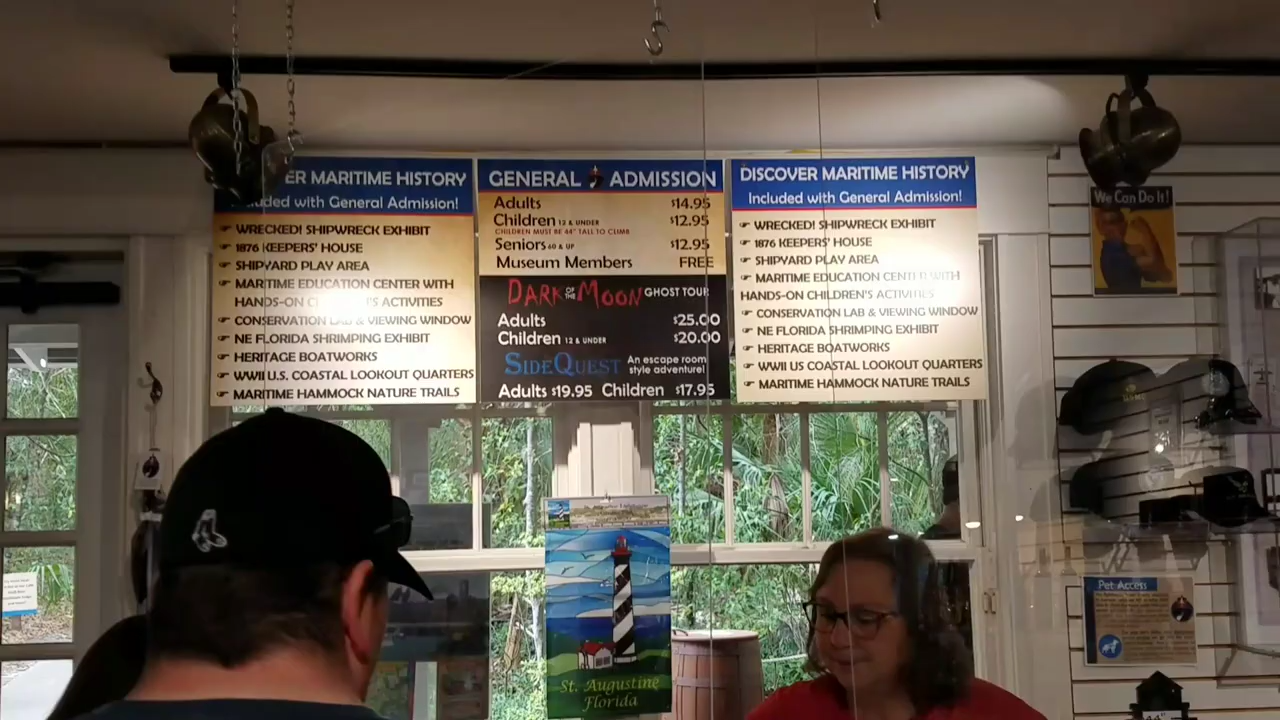 ER MARITIME HISTORY
uded with General Admission!
WRECKED! SHIPWRECK EXHIBIT
1876 KEEPERS' HOUSE
SHIPYARD PLAY AREA
MARITIME EDUCATION CENTER WITH
HANDS-ON CHILDREN'S ACTIVITIES
CONSERVATION LAB & VIEWING WINDOW
NE FLORIDA SHRIMPING EXHIBIT
HERITAGE BOATWORKS
WWII U.S. COASTAL LOOKOUT QUARTERS
MARITIME HAMMOCK NATURE TRAILS
GENERAL ADMISSION
Adults $14.95
Children 12 & UNDER $12.95
CHILDREN MUST BE 44" TALL TO CLIMB
Seniors 60 & UP $12.95
Museum Members FREE
DARK OF THE MOON GHOST TOUR
Adults $25.00
Children 12 & UNDER $20.00
SIDEQUEST An escape room
style adventure!
Adults $19.95 Children $17.95
DISCOVER MARITIME HISTORY
Included with General Admission!
WRECKED! SHIPWRECK EXHIBIT
1876 KEEPERS' HOUSE
SHIPYARD PLAY AREA
MARITIME EDUCATION CENTER WITH
HANDS-ON CHILDREN'S ACTIVITIES
CONSERVATION LAB & VIEWING WINDOW
NE FLORIDA SHRIMPING EXHIBIT
HERITAGE BOATWORKS
WWII US COASTAL LOOKOUT QUARTERS
MARITIME HAMMOCK NATURE TRAILS
We Can Do It!
St. Augustine
Florida
Pet Access